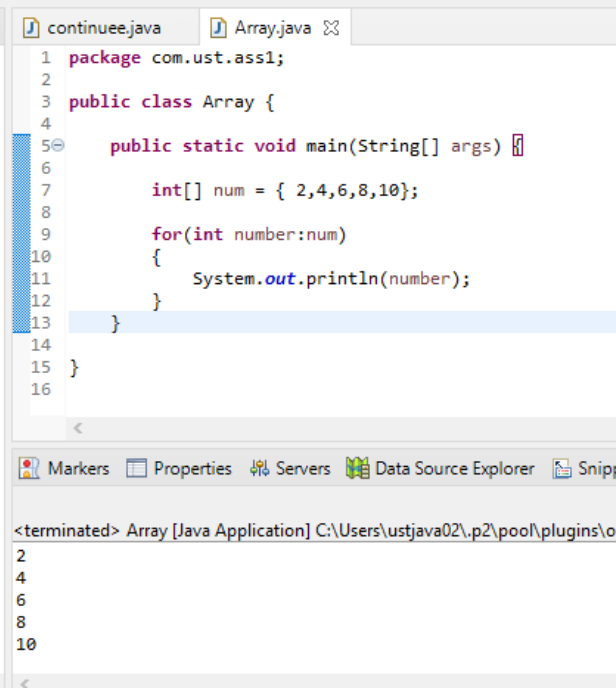 continuee.java Array.java
1 package com.ust.ass1;
2
3 public class Array {
4
5 public static void main(String[] args) {
6
7 int[] num = { 2,4,6,8,10};
8
9 for(int number:num)
10 {
11 System.out.println(number);
12 }
13 }
14
15 }
16
Markers Properties Servers Data Source Explorer Snipp
<terminated> Array [Java Application] C:\Users\ustjava02\.p2\pool\plugins\o
2
4
6
8
10